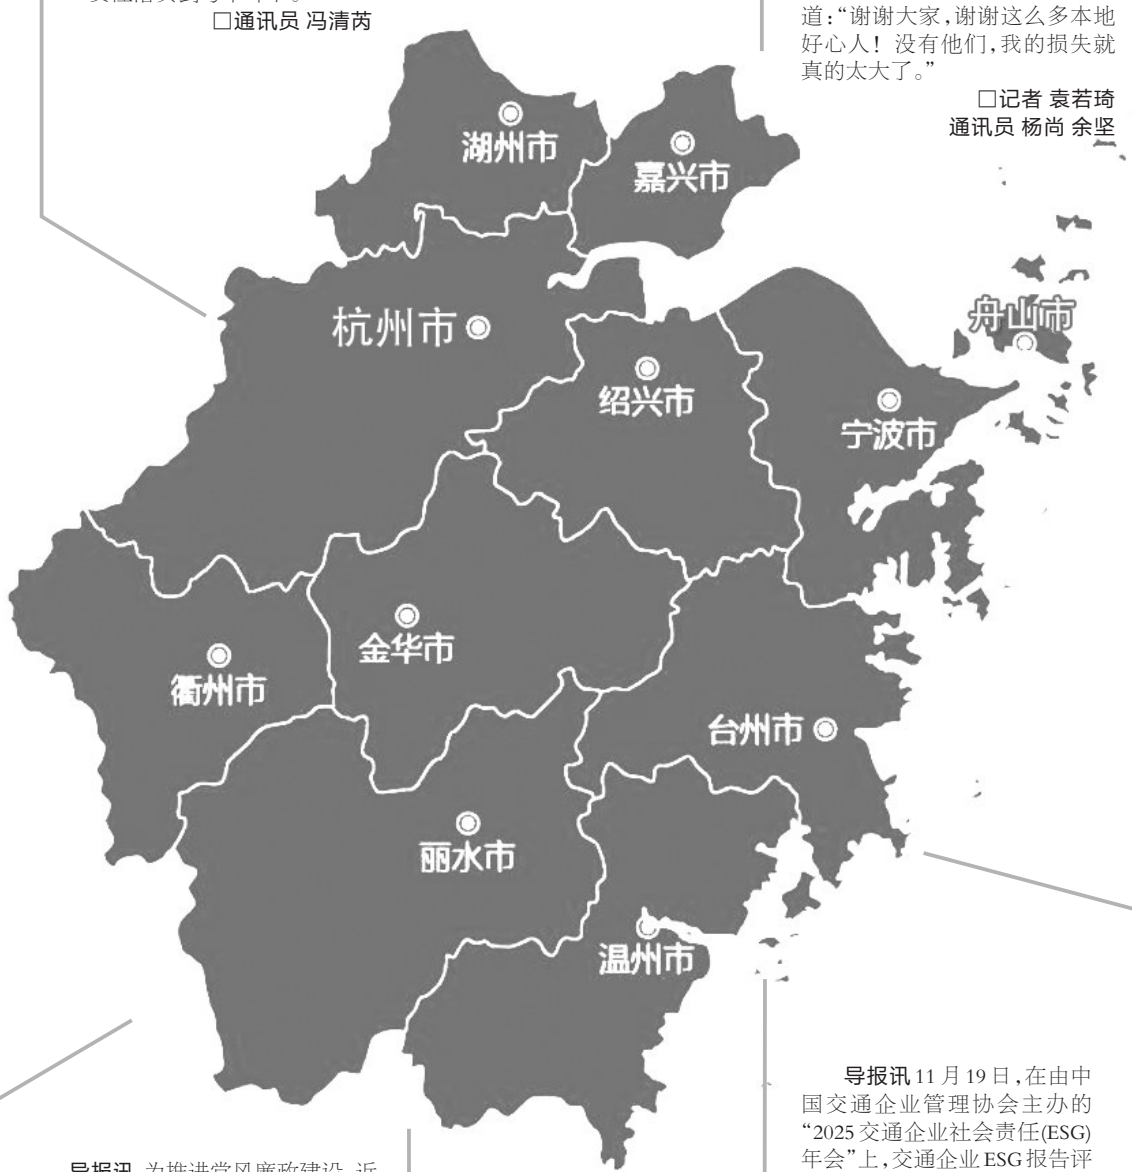 □通讯员 冯清芮
道：“谢谢大家，谢谢这么多本地
好心人！没有他们，我的损失就
真的太大了。”
□记者 袁若琦
通讯员 杨尚 余坚
湖州市
嘉兴市
杭州市
舟山市
绍兴市
宁波市
金华市
衢州市
台州市
丽水市
温州市
导报讯 11月19日，在由中
国交通企业管理协会主办的
“2025交通企业社会责任(ESG)
年会”上，交通企业ESG报告评
导报讯 为推进党风廉政建设，近